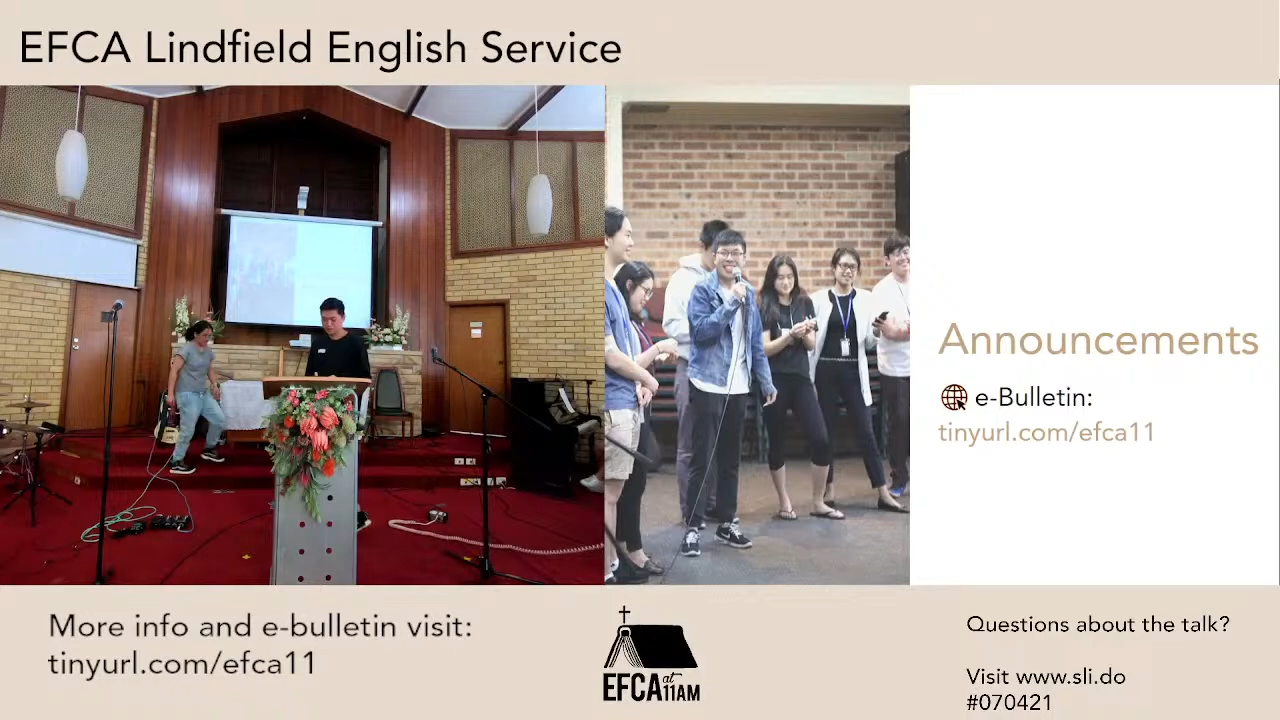 EFCA Lindfield English Service
Announcements
e-Bulletin:
tinyurl.com/efca11
More info and e-bulletin visit:
tinyurl.com/efca11
EFCA at 11AM
Questions about the talk?
Visit www.sli.do
#070421